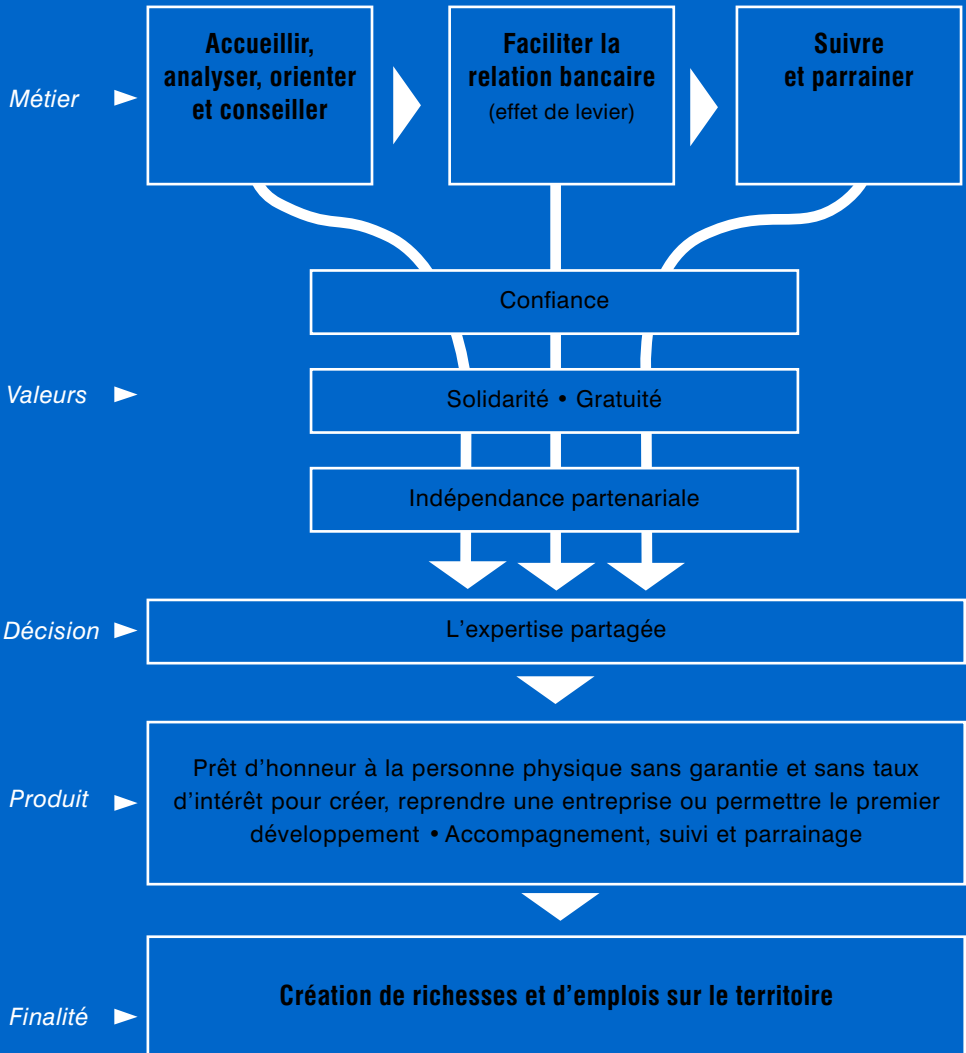 Métier
Accueillir,
analyser, orienter
et conseiller
Faciliter la
relation bancaire
(effet de levier)
Suivre
et parrainer
Valeurs
Confiance
Solidarité • Gratuité
Indépendance partenariale
Décision
L'expertise partagée
Produit
Prêt d'honneur à la personne physique sans garantie et sans taux
d'intérêt pour créer, reprendre une entreprise ou permettre le premier
développement • Accompagnement, suivi et parrainage
Finalité
Création de richesses et d'emplois sur le territoire